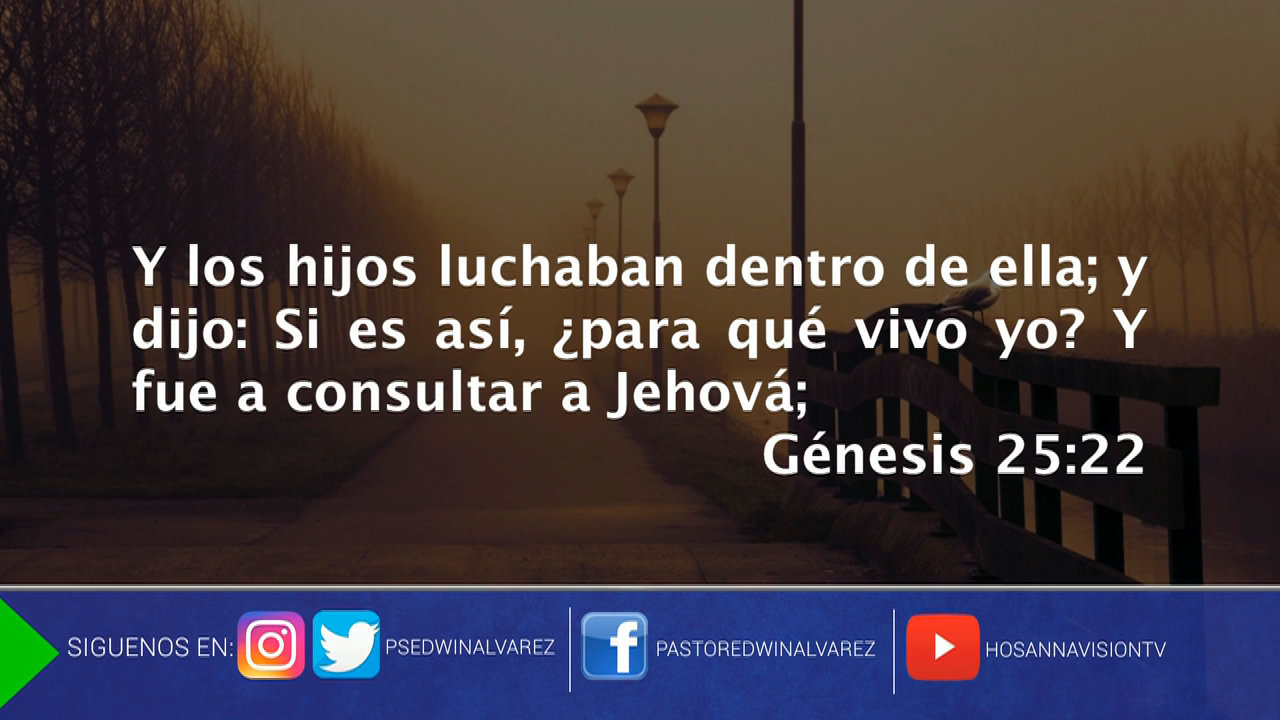 Y los hijos luchaban dentro de ella; y
dijo: Si es así, ¿para qué vivo yo? Y
fue a consultar a Jehová;
Génesis 25:22
SIGUENOS EN: PSEDWINALVAREZ PASTOREDWINALVAREZ HOSANNAVISIONTV